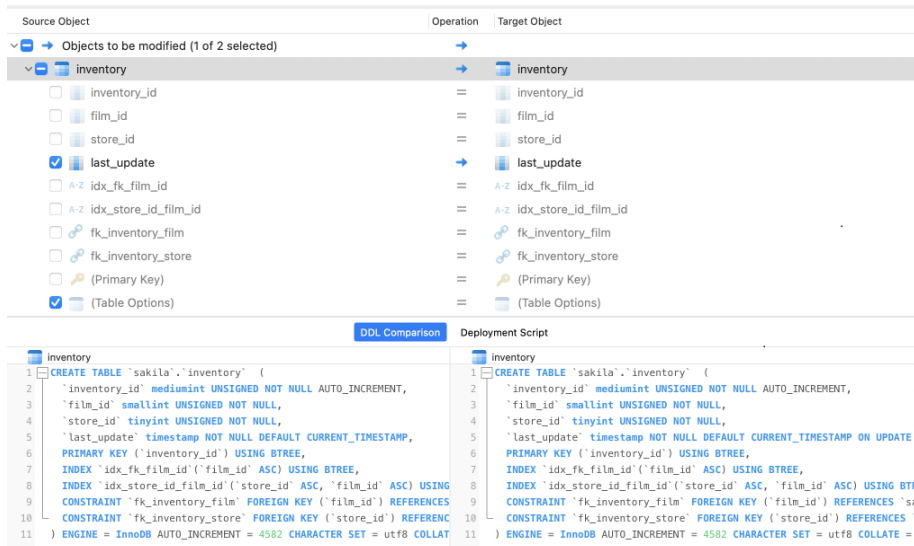 Source Object Operation Target Object
Objects to be modified (1 of 2 selected)
inventory inventory
inventory_id = inventory_id
film_id = film_id
store_id = store_id
last_update last_update
A-Z idx_fk_film_id = A-Z idx_fk_film_id
A-Z idx_store_id_film_id = A-Z idx_store_id_film_id
fk_inventory_film = fk_inventory_film
fk_inventory_store = fk_inventory_store
(Primary Key) = (Primary Key)
(Table Options) = (Table Options)
DDL Comparison Deployment Script
inventory
1 CREATE TABLE `sakila`.`inventory` (
2 `inventory_id` mediumint UNSIGNED NOT NULL AUTO_INCREMENT,
3 `film_id` smallint UNSIGNED NOT NULL,
4 `store_id` tinyint UNSIGNED NOT NULL,
5 `last_update` timestamp NOT NULL DEFAULT CURRENT_TIMESTAMP,
6 PRIMARY KEY (`inventory_id`) USING BTREE,
7 INDEX `idx_fk_film_id`(`film_id` ASC) USING BTREE,
8 INDEX `idx_store_id_film_id`(`store_id` ASC, `film_id` ASC) USING
9 CONSTRAINT `fk_inventory_film` FOREIGN KEY (`film_id`) REFERENCES
10 CONSTRAINT `fk_inventory_store` FOREIGN KEY (`store_id`) REFERENC
11 ) ENGINE = InnoDB AUTO_INCREMENT = 4582 CHARACTER SET = utf8 COLLAT
inventory
1 CREATE TABLE `sakila`.`inventory` (
2 `inventory_id` mediumint UNSIGNED NOT NULL AUTO_INCREMENT,
3 `film_id` smallint UNSIGNED NOT NULL,
4 `store_id` tinyint UNSIGNED NOT NULL,
5 `last_update` timestamp NOT NULL DEFAULT CURRENT_TIMESTAMP ON UPDATE
6 PRIMARY KEY (`inventory_id`) USING BTREE,
7 INDEX `idx_fk_film_id`(`film_id` ASC) USING BTREE,
8 INDEX `idx_store_id_film_id`(`store_id` ASC, `film_id` ASC) USING BTR
9 CONSTRAINT `fk_inventory_film` FOREIGN KEY (`film_id`) REFERENCES `sa
10 CONSTRAINT `fk_inventory_store` FOREIGN KEY (`store_id`) REFERENCES `
11 ) ENGINE = InnoDB AUTO_INCREMENT = 4582 CHARACTER SET = utf8 COLLATE =